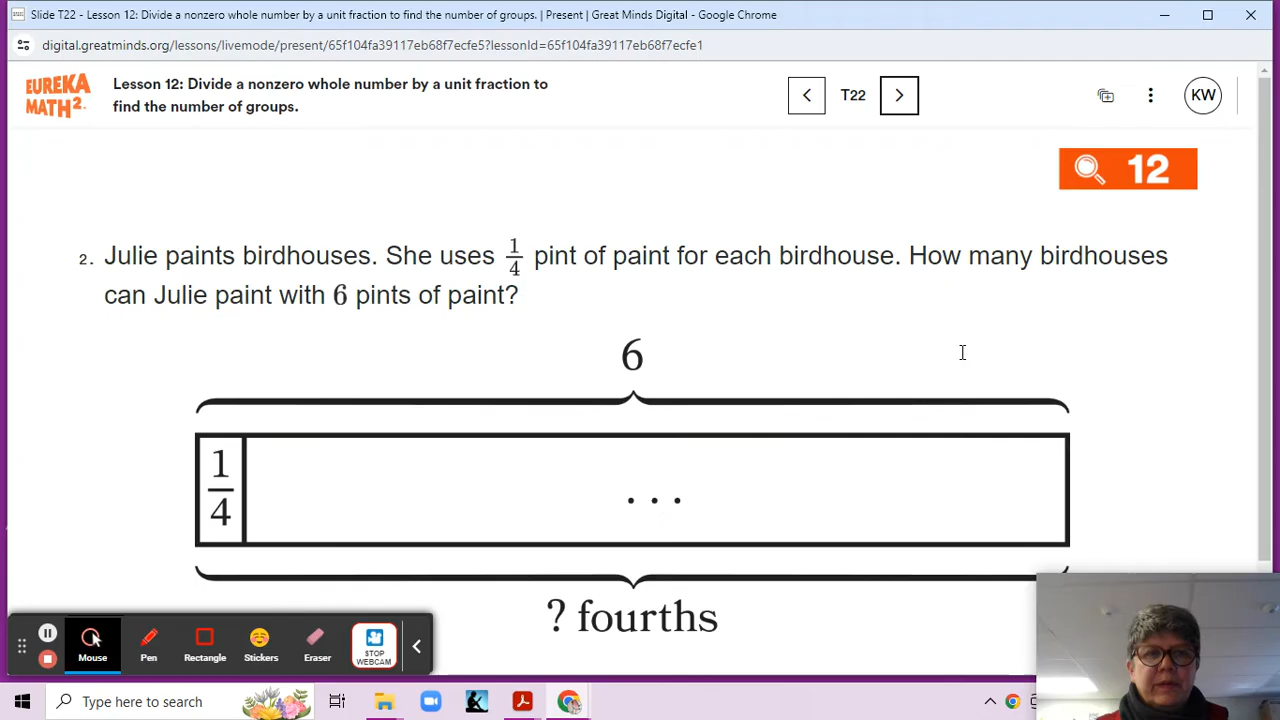 Slide T22 - Lesson 12: Divide a nonzero whole number by a unit fraction to find the number of groups. | Present | Great Minds Digital - Google Chrome
digital.greatminds.org/lessons/livemode/present/65f104fa39117eb68f7ecfe5?lessonId=65f104fa39117eb68f7ecfe1
EUREKA
MATH².
Lesson 12: Divide a nonzero whole number by a unit fraction to
find the number of groups.
T22
KW
12
2. Julie paints birdhouses. She uses 1/4 pint of paint for each birdhouse. How many birdhouses
can Julie paint with 6 pints of paint?
6
1/4 ...
? fourths
Mouse Pen Rectangle Stickers Eraser STOP WEBCAM
Type here to search